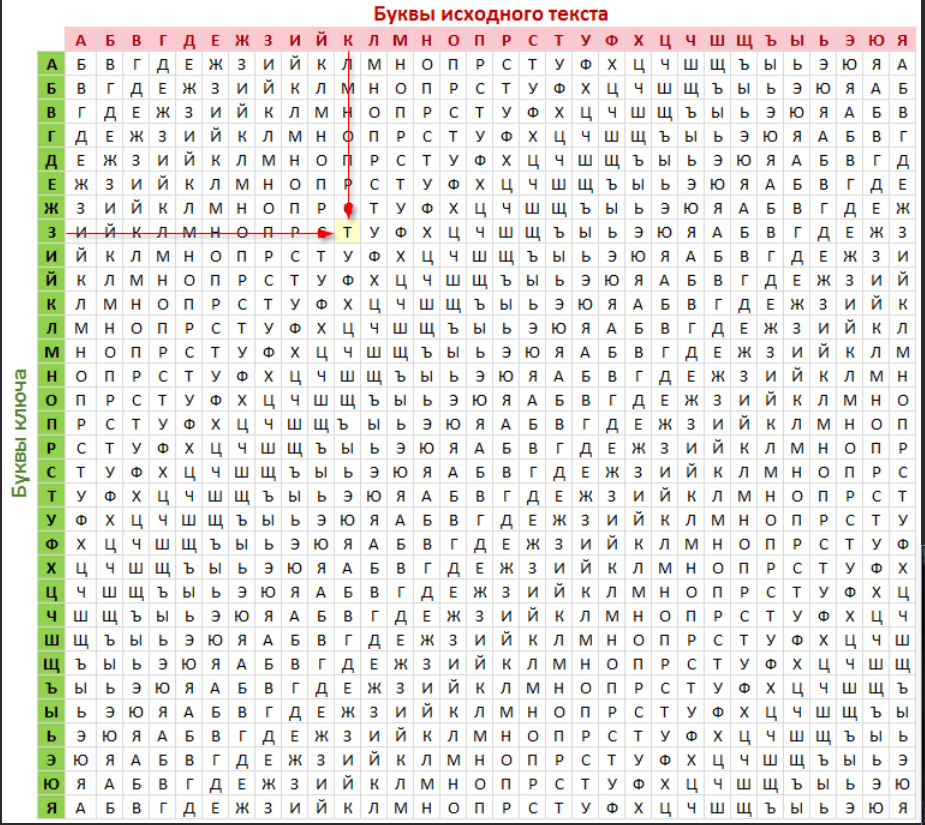 Буквы исходного текста
А Б В Г Д Е Ж З И Й К Л М Н О П Р С Т У Ф Х Ц Ч Ш Щ Ъ Ы Ь Э Ю Я
А Б В Г Д Е Ж З И Й К Л М Н О П Р С Т У Ф Х Ц Ч Ш Щ Ъ Ы Ь Э Ю Я А
Б В Г Д Е Ж З И Й К Л М Н О П Р С Т У Ф Х Ц Ч Ш Щ Ъ Ы Ь Э Ю Я А Б
В Г Д Е Ж З И Й К Л М Н О П Р С Т У Ф Х Ц Ч Ш Щ Ъ Ы Ь Э Ю Я А Б В
Г Д Е Ж З И Й К Л М Н О П Р С Т У Ф Х Ц Ч Ш Щ Ъ Ы Ь Э Ю Я А Б В Г
Д Е Ж З И Й К Л М Н О П Р С Т У Ф Х Ц Ч Ш Щ Ъ Ы Ь Э Ю Я А Б В Г Д
Е Ж З И Й К Л М Н О П Р С Т У Ф Х Ц Ч Ш Щ Ъ Ы Ь Э Ю Я А Б В Г Д Е
Ж З И Й К Л М Н О П Р С Т У Ф Х Ц Ч Ш Щ Ъ Ы Ь Э Ю Я А Б В Г Д Е Ж
З И Й К Л М Н О П Р С Т У Ф Х Ц Ч Ш Щ Ъ Ы Ь Э Ю Я А Б В Г Д Е Ж З
И Й К Л М Н О П Р С Т У Ф Х Ц Ч Ш Щ Ъ Ы Ь Э Ю Я А Б В Г Д Е Ж З И
Й К Л М Н О П Р С Т У Ф Х Ц Ч Ш Щ Ъ Ы Ь Э Ю Я А Б В Г Д Е Ж З И Й
К Л М Н О П Р С Т У Ф Х Ц Ч Ш Щ Ъ Ы Ь Э Ю Я А Б В Г Д Е Ж З И Й К
Л М Н О П Р С Т У Ф Х Ц Ч Ш Щ Ъ Ы Ь Э Ю Я А Б В Г Д Е Ж З И Й К Л
М Н О П Р С Т У Ф Х Ц Ч Ш Щ Ъ Ы Ь Э Ю Я А Б В Г Д Е Ж З И Й К Л М
Н О П Р С Т У Ф Х Ц Ч Ш Щ Ъ Ы Ь Э Ю Я А Б В Г Д Е Ж З И Й К Л М Н
О П Р С Т У Ф Х Ц Ч Ш Щ Ъ Ы Ь Э Ю Я А Б В Г Д Е Ж З И Й К Л М Н О
П Р С Т У Ф Х Ц Ч Ш Щ Ъ Ы Ь Э Ю Я А Б В Г Д Е Ж З И Й К Л М Н О П
Р С Т У Ф Х Ц Ч Ш Щ Ъ Ы Ь Э Ю Я А Б В Г Д Е Ж З И Й К Л М Н О П Р
С Т У Ф Х Ц Ч Ш Щ Ъ Ы Ь Э Ю Я А Б В Г Д Е Ж З И Й К Л М Н О П Р С
Т У Ф Х Ц Ч Ш Щ Ъ Ы Ь Э Ю Я А Б В Г Д Е Ж З И Й К Л М Н О П Р С Т
У Ф Х Ц Ч Ш Щ Ъ Ы Ь Э Ю Я А Б В Г Д Е Ж З И Й К Л М Н О П Р С Т У
Ф Х Ц Ч Ш Щ Ъ Ы Ь Э Ю Я А Б В Г Д Е Ж З И Й К Л М Н О П Р С Т У Ф
Х Ц Ч Ш Щ Ъ Ы Ь Э Ю Я А Б В Г Д Е Ж З И Й К Л М Н О П Р С Т У Ф Х
Ц Ч Ш Щ Ъ Ы Ь Э Ю Я А Б В Г Д Е Ж З И Й К Л М Н О П Р С Т У Ф Х Ц
Ч Ш Щ Ъ Ы Ь Э Ю Я А Б В Г Д Е Ж З И Й К Л М Н О П Р С Т У Ф Х Ц Ч
Ш Щ Ъ Ы Ь Э Ю Я А Б В Г Д Е Ж З И Й К Л М Н О П Р С Т У Ф Х Ц Ч Ш
Щ Ъ Ы Ь Э Ю Я А Б В Г Д Е Ж З И Й К Л М Н О П Р С Т У Ф Х Ц Ч Ш Щ
Ъ Ы Ь Э Ю Я А Б В Г Д Е Ж З И Й К Л М Н О П Р С Т У Ф Х Ц Ч Ш Щ Ъ
Ы Ь Э Ю Я А Б В Г Д Е Ж З И Й К Л М Н О П Р С Т У Ф Х Ц Ч Ш Щ Ъ Ы
Ь Э Ю Я А Б В Г Д Е Ж З И Й К Л М Н О П Р С Т У Ф Х Ц Ч Ш Щ Ъ Ы Ь
Э Ю Я А Б В Г Д Е Ж З И Й К Л М Н О П Р С Т У Ф Х Ц Ч Ш Щ Ъ Ы Ь Э
Ю Я А Б В Г Д Е Ж З И Й К Л М Н О П Р С Т У Ф Х Ц Ч Ш Щ Ъ Ы Ь Э Ю
Я А Б В Г Д Е Ж З И Й К Л М Н О П Р С Т У Ф Х Ц Ч Ш Щ Ъ Ы Ь Э Ю Я
Буквы ключа